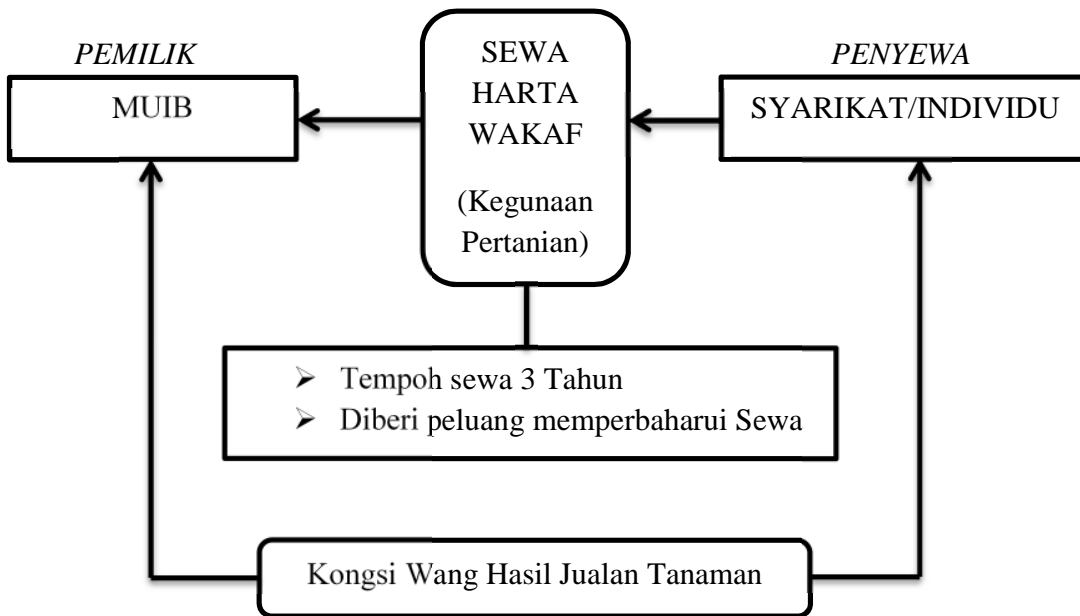 PEMILIK
MUIB
SEWA
HARTA
WAKAF
(Kegunaan
Pertanian)
PENYEWA
SYARIKAT/INDIVIDU
➢ Tempoh sewa 3 Tahun
➢ Diberi peluang memperbaharui Sewa
Kongsi Wang Hasil Jualan Tanaman